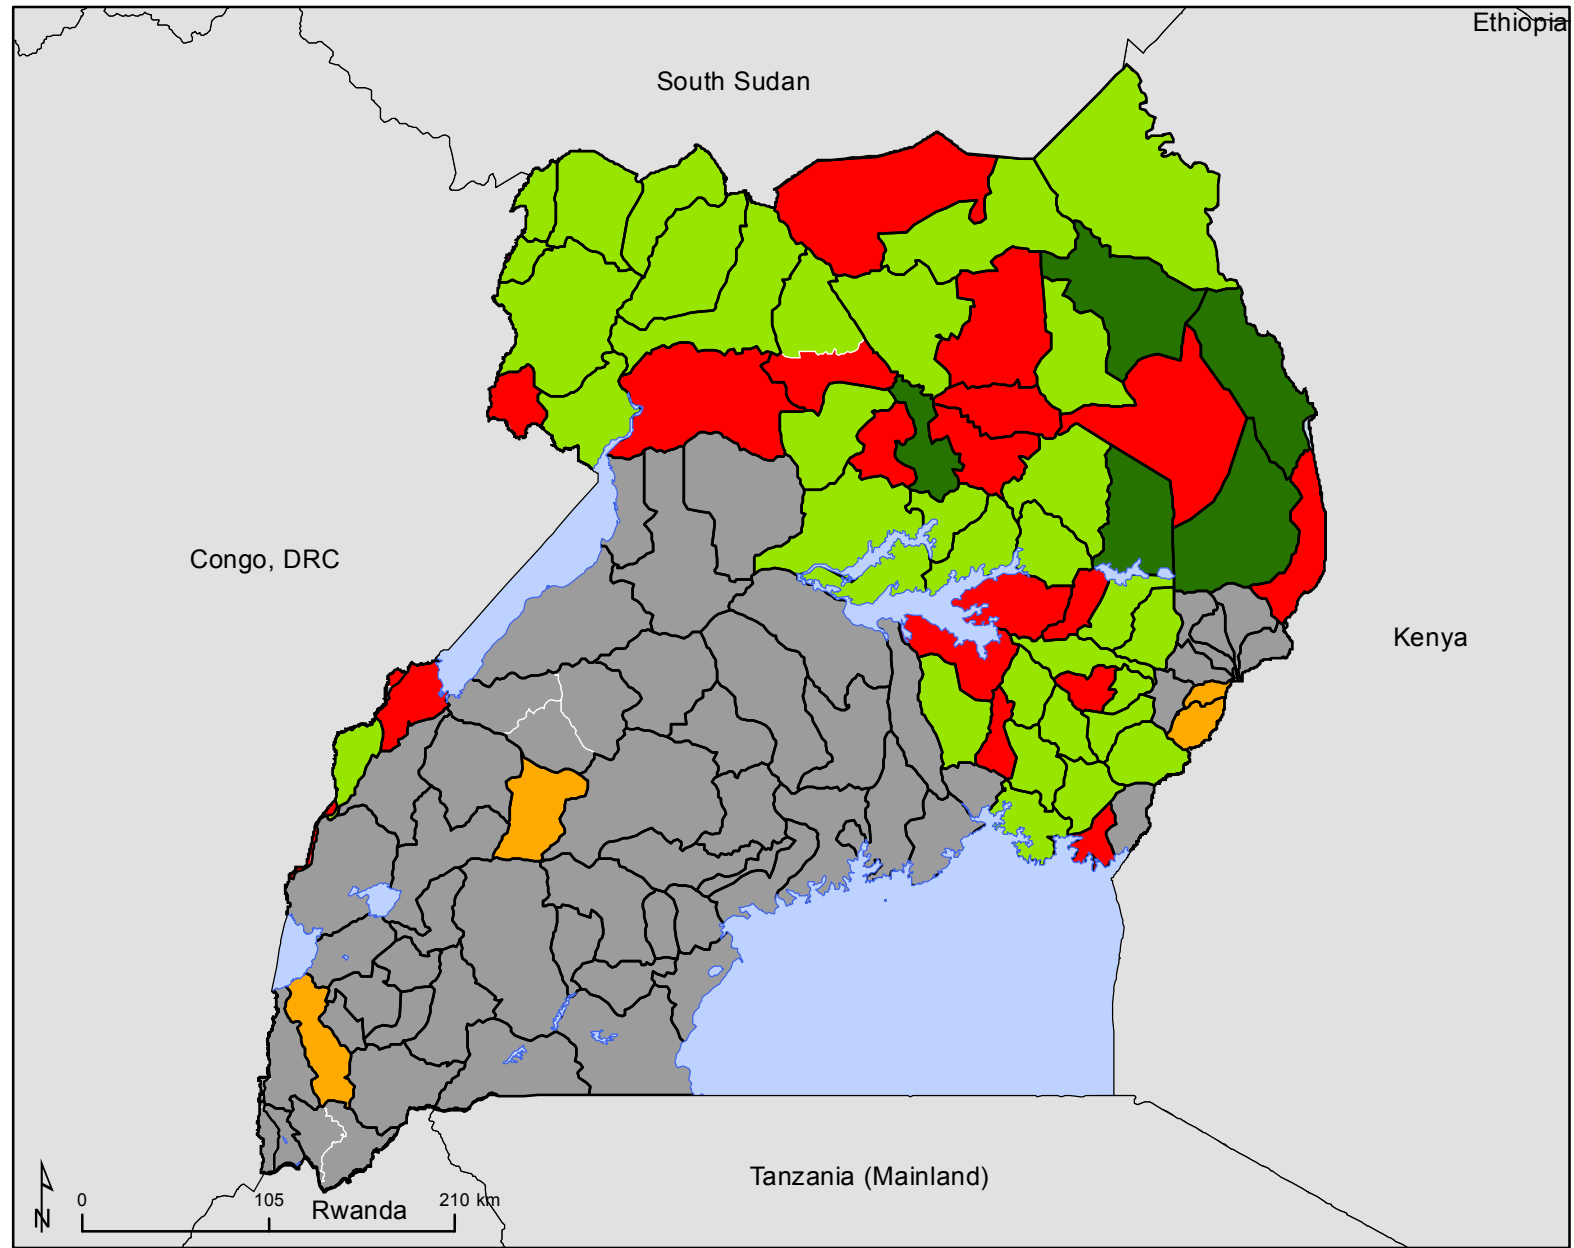 Ethiopia
South Sudan
Congo, DRC
Kenya
Tanzania (Mainland)
0 105 210 km
Rwanda
N